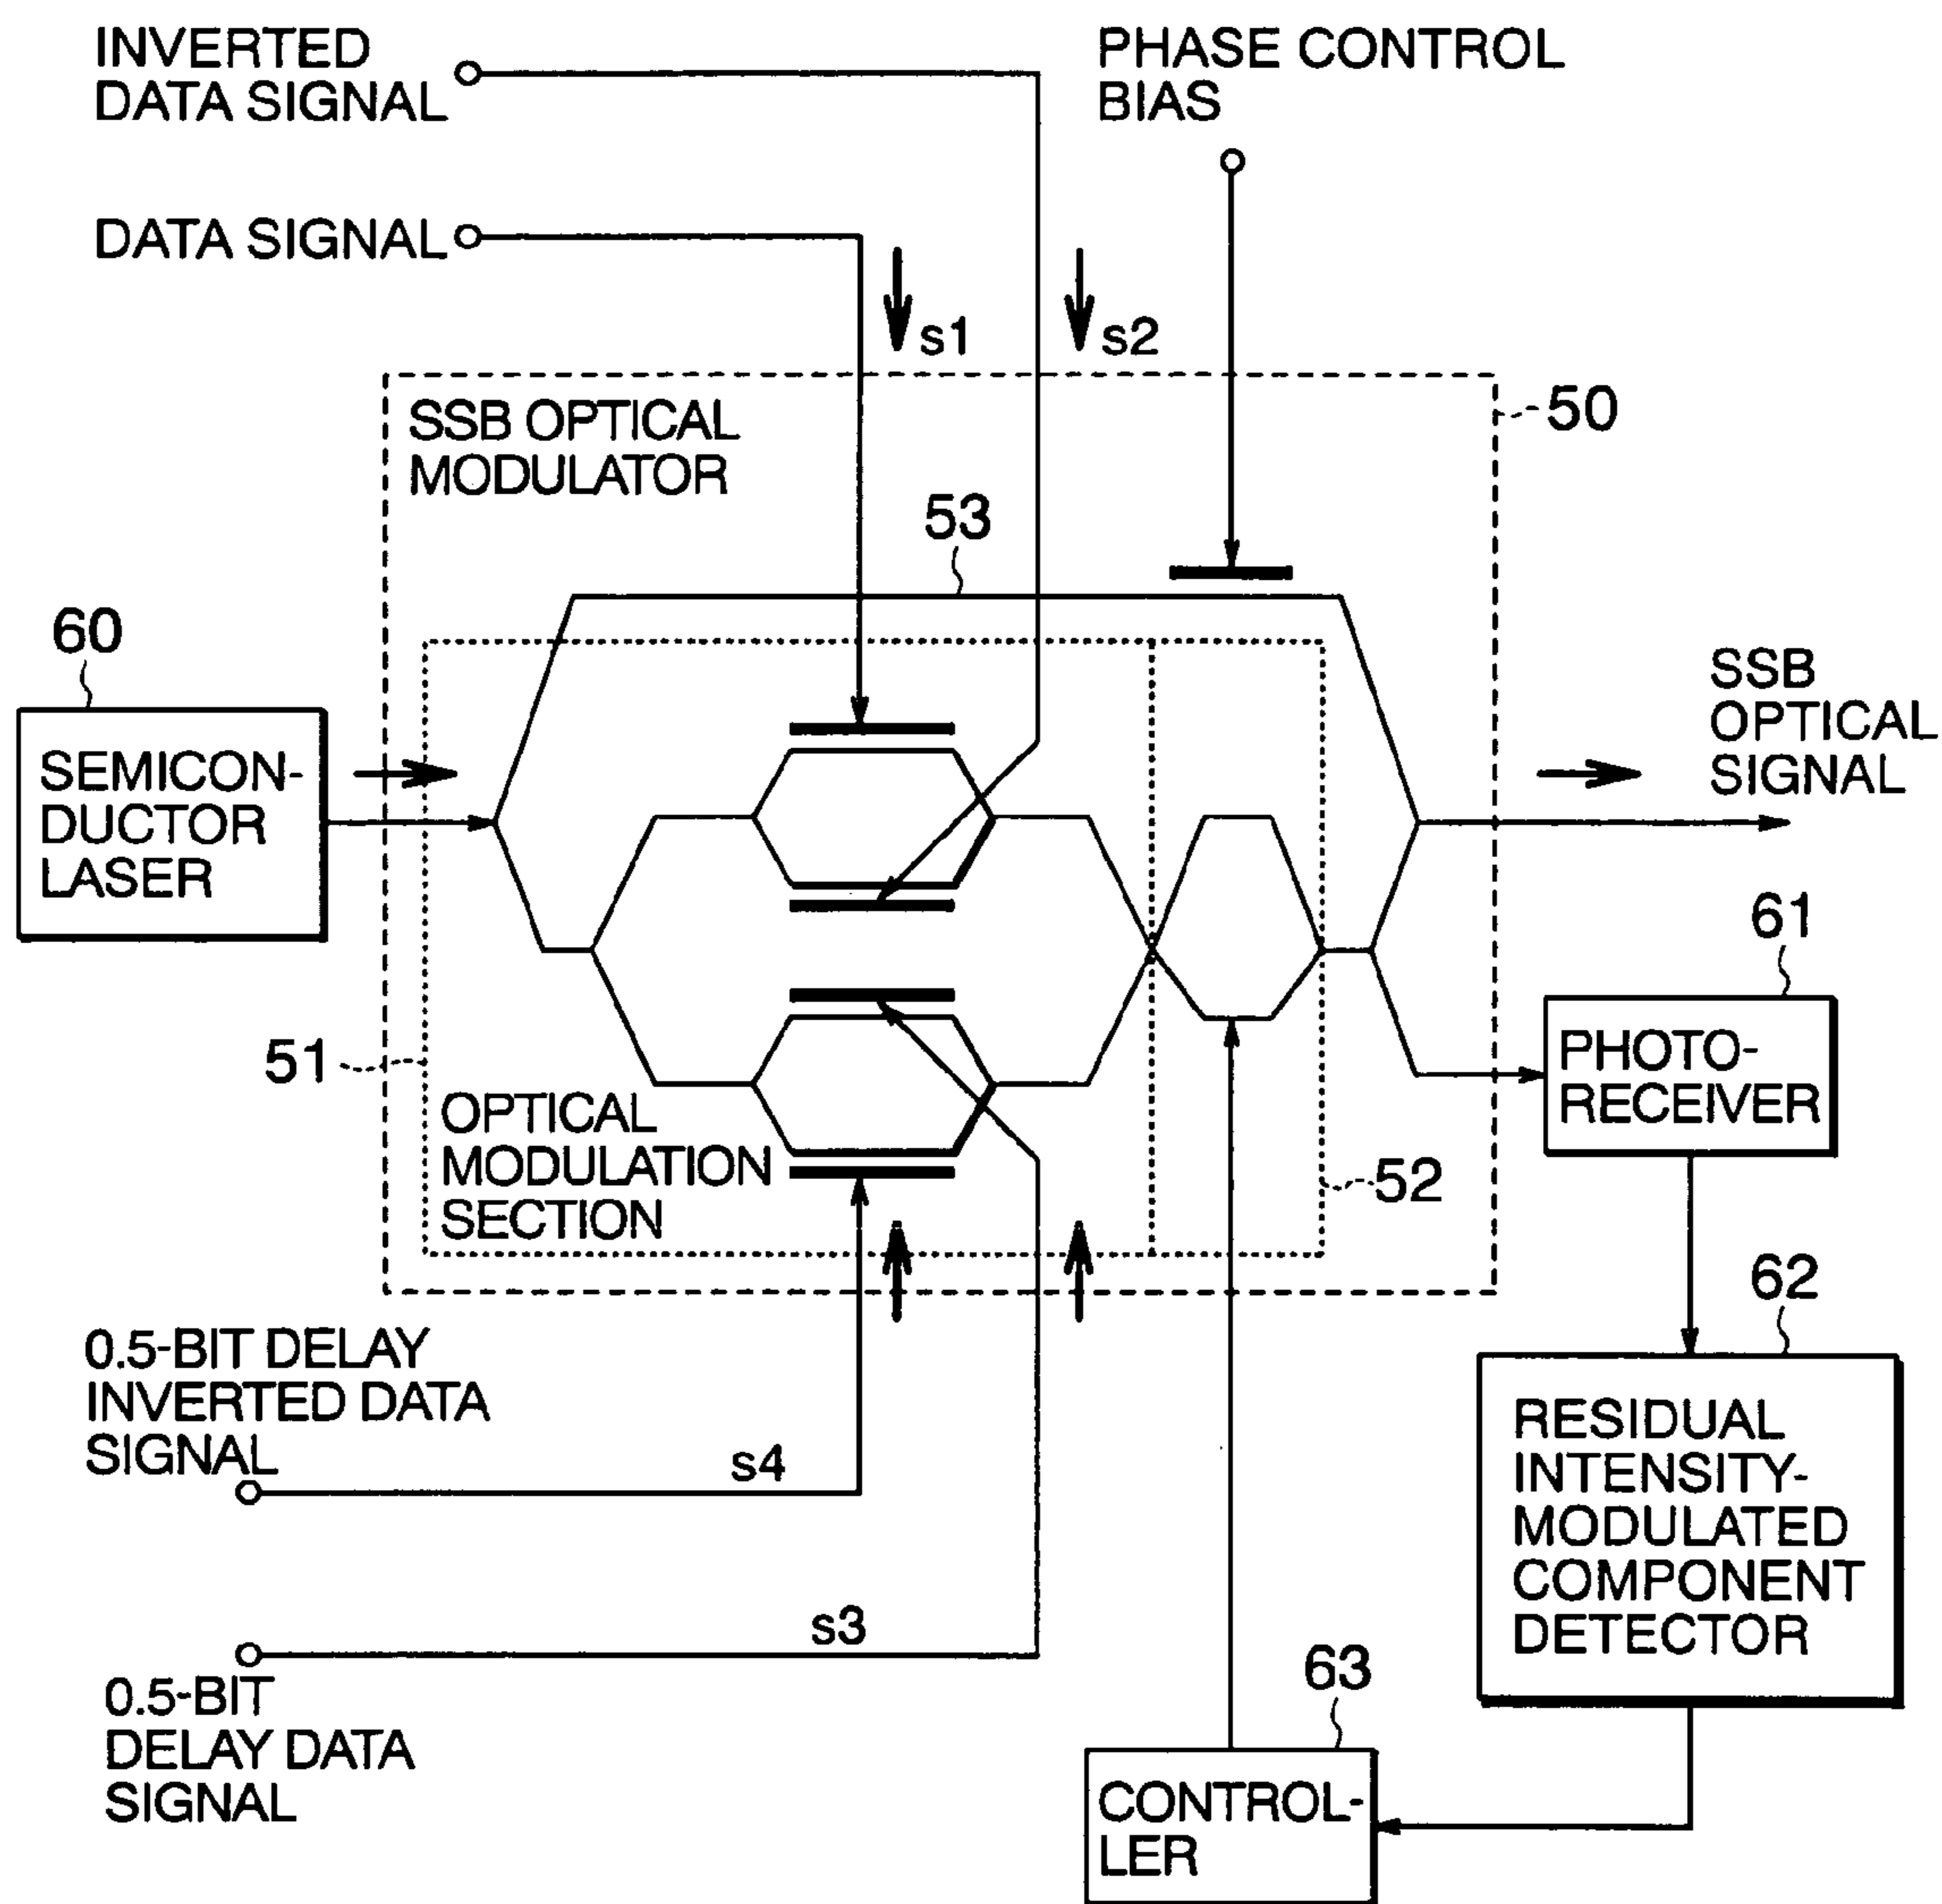 INVERTED
DATA SIGNAL
PHASE CONTROL
BIAS
DATA SIGNAL
s1
s2
SSB OPTICAL
MODULATOR
50
53
60
SEMICON-
DUCTOR
LASER
SSB
OPTICAL
SIGNAL
61
PHOTO-
RECEIVER
51
OPTICAL
MODULATION
SECTION
52
62
RESIDUAL
INTENSITY-
MODULATED
COMPONENT
DETECTOR
0.5-BIT DELAY
INVERTED DATA
SIGNAL
s4
s3
0.5-BIT
DELAY DATA
SIGNAL
63
CONTROL-
LER